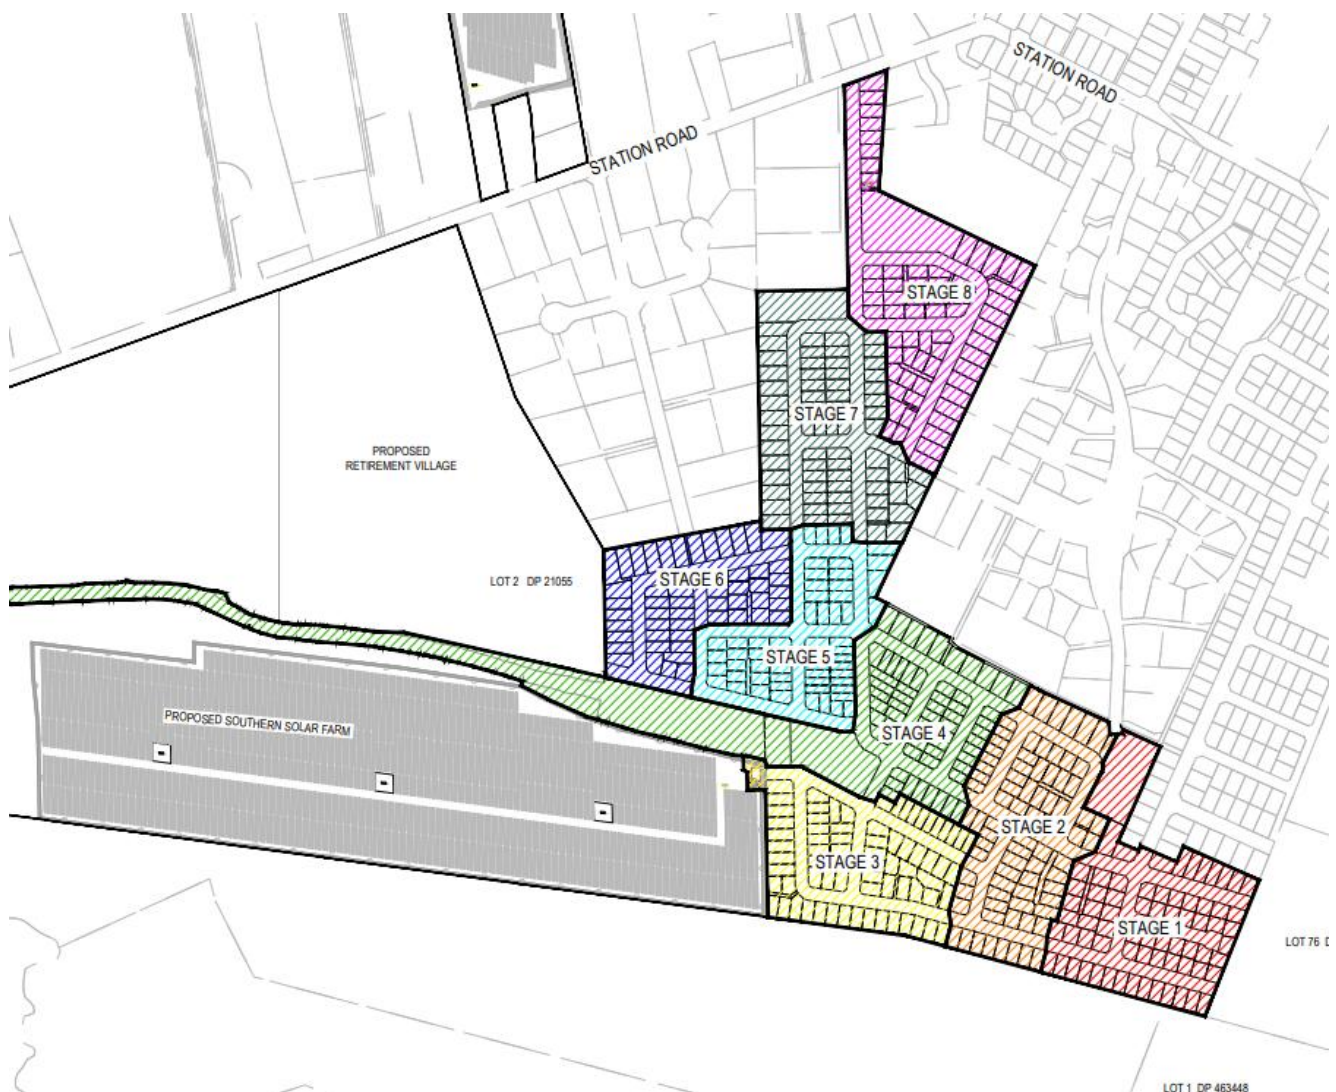 STATION ROAD
STATION ROAD
STAGE 8
STAGE 7
PROPOSED
RETIREMENT VILLAGE
LOT 2 DP 21055
STAGE 6
STAGE 5
PROPOSED SOUTHERN SOLAR FARM
STAGE 4
STAGE 2
STAGE 3
STAGE 1
LOT 76 D
LOT 1 DP 463448